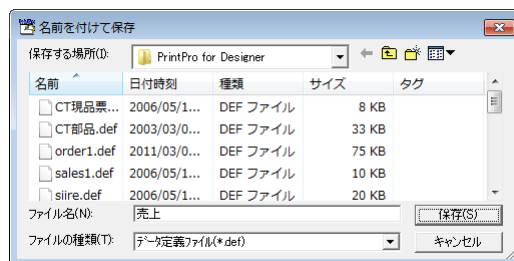 名前を付けて保存
保存する場所(I):  PrintPro for Designer
名前 日付時刻 種類 サイズ タグ
CT現品票... 2006/05/1... DEF ファイル 8 KB
CT部品.def 2003/03/0... DEF ファイル 33 KB
order1.def 2011/03/0... DEF ファイル 75 KB
sales1.def 2006/05/1... DEF ファイル 10 KB
siire.def 2006/05/1... DEF ファイル 20 KB
ファイル名(N): 売上 保存(S)
ファイルの種類(T): データ定義ファイル(*.def) キャンセル